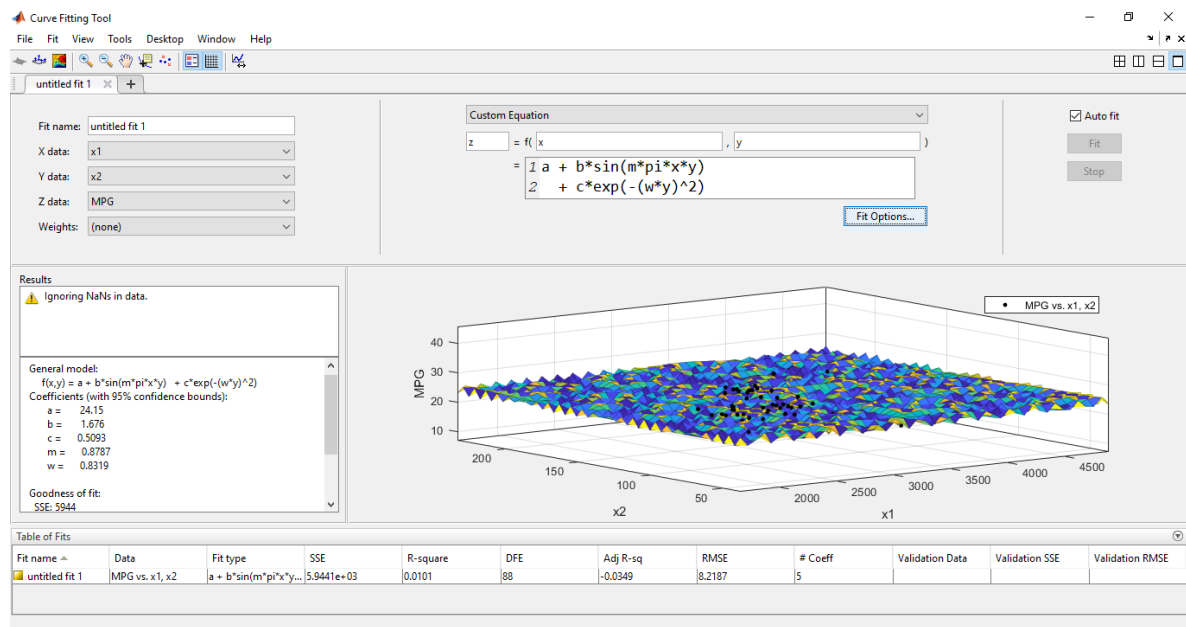 Curve Fitting Tool
File Fit View Tools Desktop Window Help
untitled fit 1
Fit name: untitled fit 1
X data: x1
Y data: x2
Z data: MPG
Weights: (none)
Custom Equation
z = f( x , y )
= 1 a + b*sin(m*pi*x*y)
2 + c*exp(-(w*y)^2)
Fit Options...
Auto fit
Fit
Stop
Results
Ignoring NaNs in data.
General model:
f(x,y) = a + b*sin(m*pi*x*y) + c*exp(-(w*y)^2)
Coefficients (with 95% confidence bounds):
a = 24.15
b = 1.676
c = 0.5093
m = 0.8787
w = 0.8319
Goodness of fit:
SSE: 5944
MPG vs. x1, x2
MPG
40
30
20
10
200
150
100
50
x2
2000
2500
3000
3500
4000
4500
x1
Table of Fits
Fit name Data Fit type SSE R-square DFE Adj R-sq RMSE # Coeff Validation Data Validation SSE Validation RMSE
untitled fit 1 MPG vs. x1, x2 a + b*sin(m*pi*x*y... 5.9441e+03 0.0101 88 -0.0349 8.2187 5